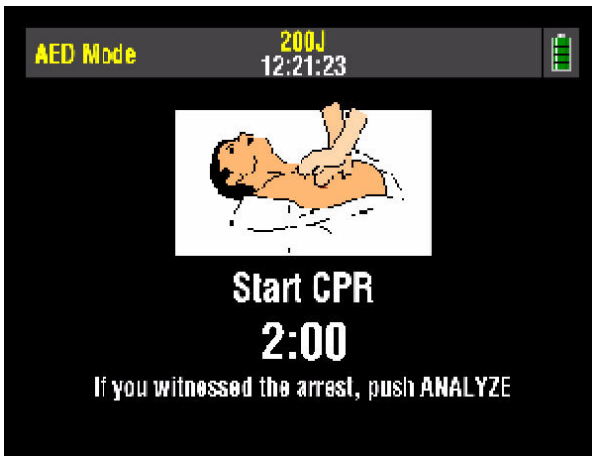 AED Mode
200J
12:21:23
Start CPR
2:00
If you witnessed the arrest, push ANALYZE